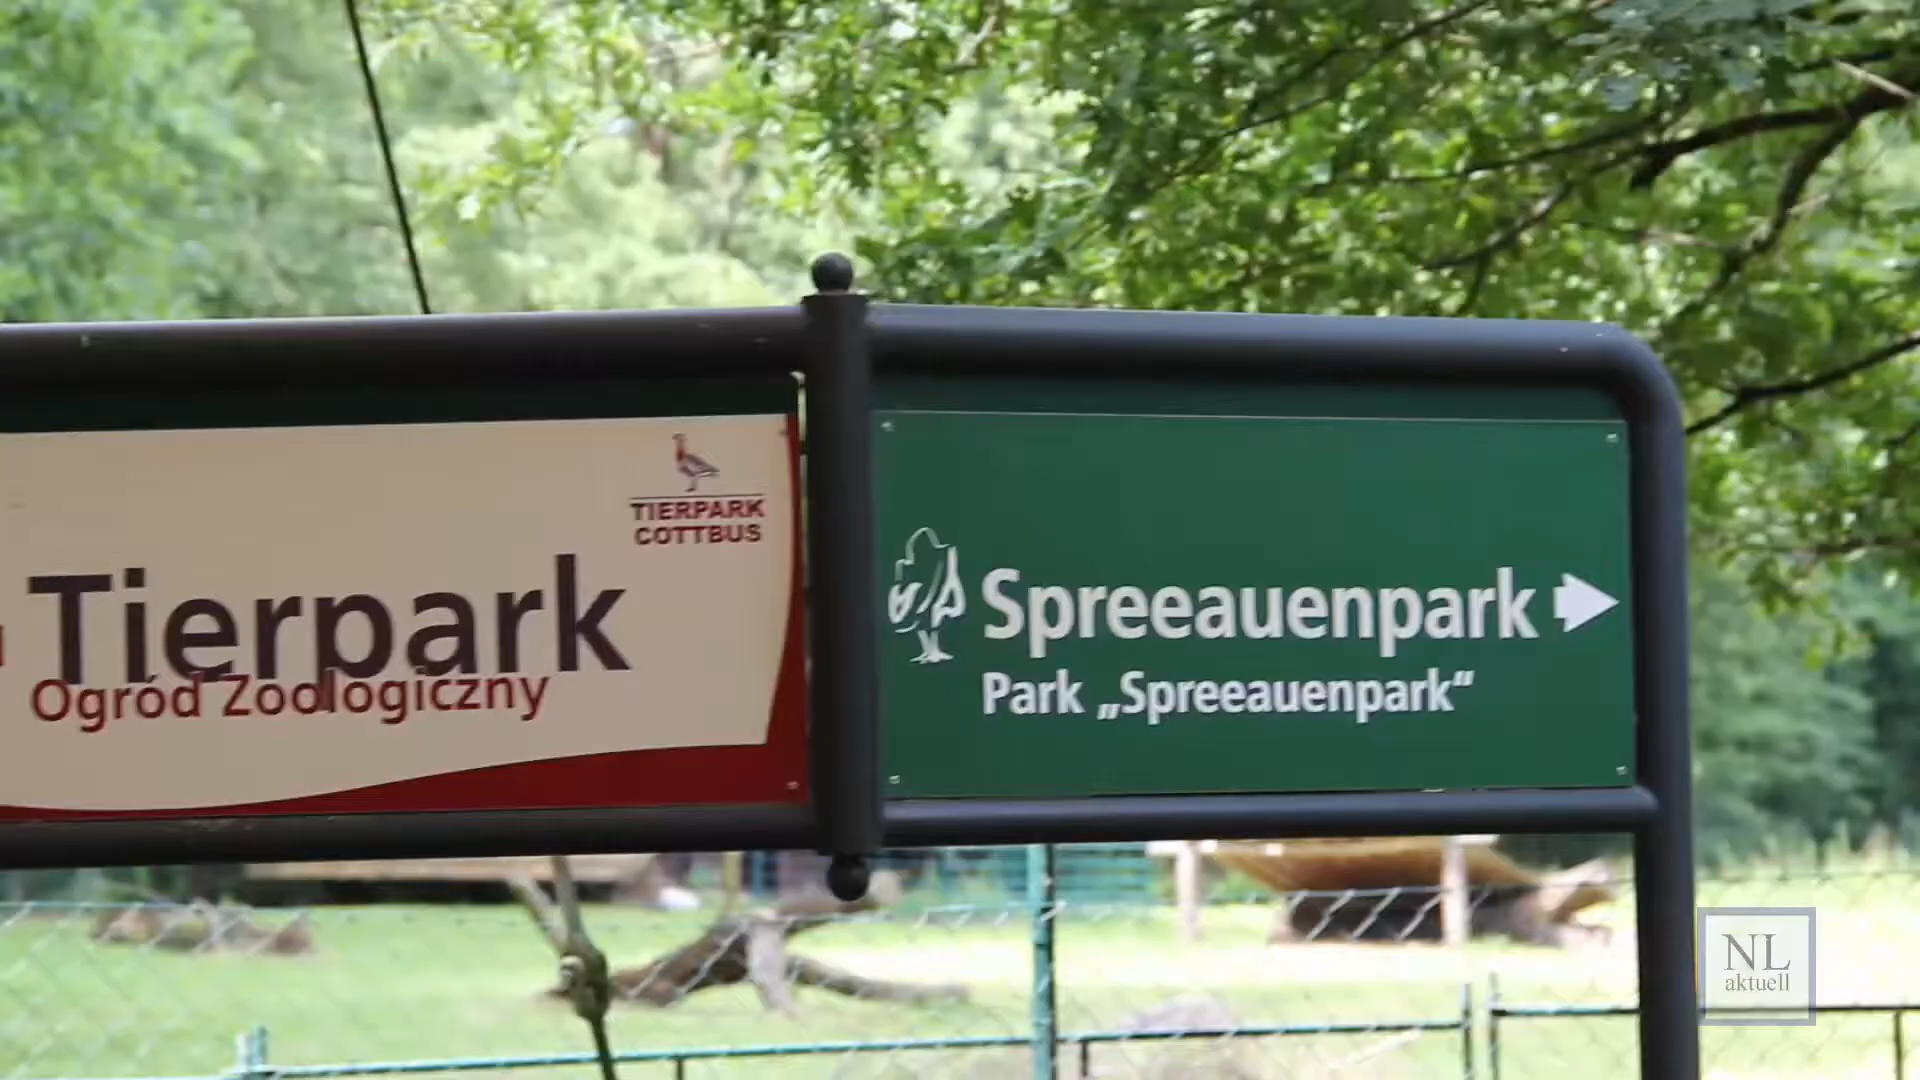 TIERPARK
COTTBUS
Tierpark
Ogród Zoologiczny
Spreeauenpark
Park „Spreeauenpark“
NL
aktuell